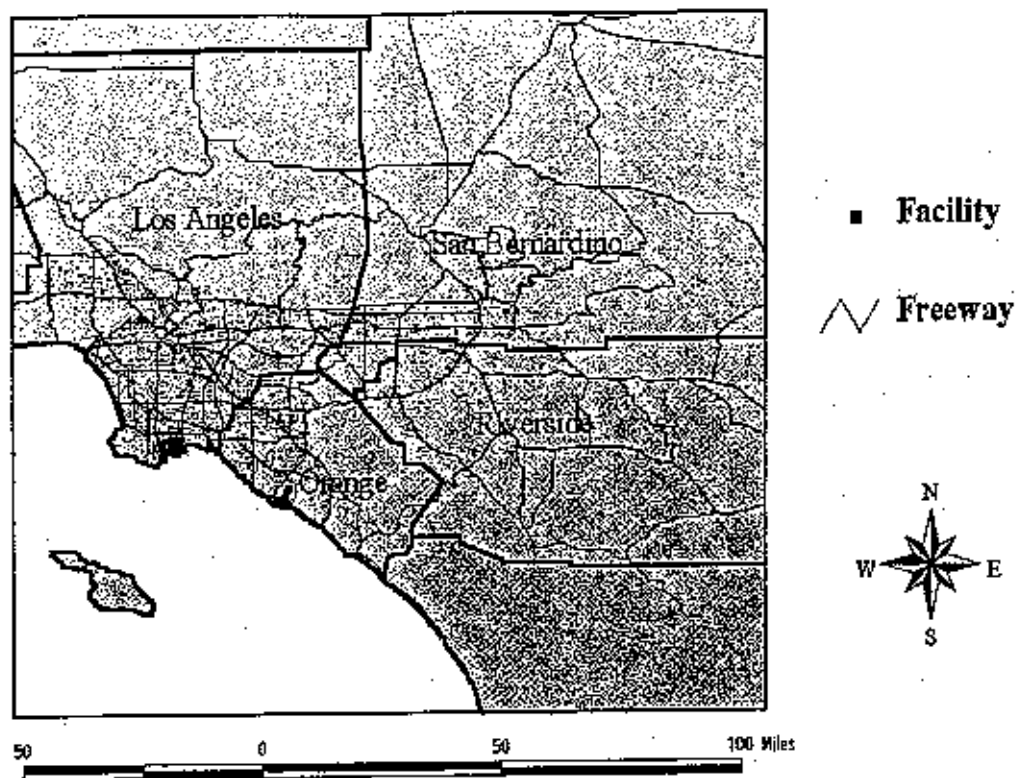 Los Angeles
San Bernardino
Riverside
Orange
Facility
Freeway
N
W E
S
50 0 50 100 Miles